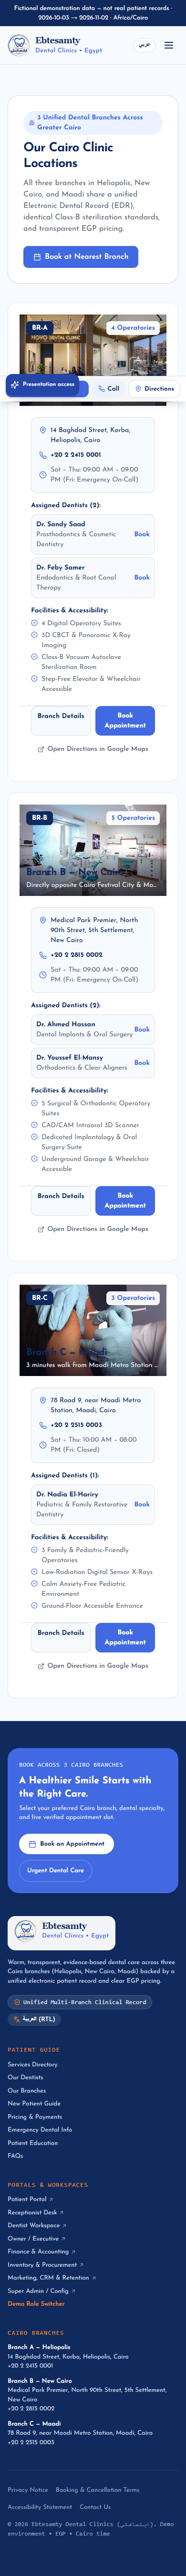 Fictional demonstration data — not real patient records ·
2026-10-03 → 2026-11-02 · Africa/Cairo
Ebtesamty
Dental Clinics • Egypt
عربي
3 Unified Dental Branches Across
Greater Cairo
Our Cairo Clinic
Locations
All three branches in Heliopolis, New
Cairo, and Maadi share a unified
Electronic Dental Record (EDR),
identical Class-B sterilization standards,
and transparent EGP pricing.
Book at Nearest Branch
BR-A
4 Operatories
Presentation access
Call
Directions
14 Baghdad Street, Korba,
Heliopolis, Cairo
+20 2 2415 0001
Sat – Thu: 09:00 AM – 09:00
PM (Fri: Emergency On-Call)
Assigned Dentists (2):
Dr. Sandy Saad
Prosthodontics & Cosmetic
Dentistry
Book
Dr. Feby Samer
Endodontics & Root Canal
Therapy
Book
Facilities & Accessibility:
4 Digital Operatory Suites
3D CBCT & Panoramic X-Ray
Imaging
Class-B Vacuum Autoclave
Sterilization Room
Step-Free Elevator & Wheelchair
Accessible
Branch Details
Book
Appointment
Open Directions in Google Maps
BR-B
5 Operatories
Branch B — New Cairo
Directly opposite Cairo Festival City & Mo...
Medical Park Premier, North
90th Street, 5th Settlement,
New Cairo
+20 2 2815 0002
Sat – Thu: 09:00 AM – 09:00
PM (Fri: Emergency On-Call)
Assigned Dentists (2):
Dr. Ahmed Hassan
Dental Implants & Oral Surgery
Book
Dr. Youssef El-Mansy
Orthodontics & Clear Aligners
Book
Facilities & Accessibility:
5 Surgical & Orthodontic Operatory
Suites
CAD/CAM Intraoral 3D Scanner
Dedicated Implantology & Oral
Surgery Suite
Underground Garage & Wheelchair
Accessible
Branch Details
Book
Appointment
Open Directions in Google Maps
BR-C
3 Operatories
Branch C — Maadi
3 minutes walk from Maadi Metro Station ...
78 Road 9, near Maadi Metro
Station, Maadi, Cairo
+20 2 2515 0003
Sat – Thu: 10:00 AM – 08:00
PM (Fri: Closed)
Assigned Dentists (1):
Dr. Nadia El-Hariry
Pediatric & Family Restorative
Dentistry
Book
Facilities & Accessibility:
3 Family & Pediatric-Friendly
Operatories
Low-Radiation Digital Sensor X-Rays
Calm Anxiety-Free Pediatric
Environment
Ground-Floor Accessible Entrance
Branch Details
Book
Appointment
Open Directions in Google Maps
BOOK ACROSS 3 CAIRO BRANCHES
A Healthier Smile Starts with
the Right Care.
Select your preferred Cairo branch, dental specialty,
and live verified appointment slot.
Book an Appointment
Urgent Dental Care
Ebtesamty
Dental Clinics • Egypt
Warm, transparent, evidence-based dental care across three
Cairo branches (Heliopolis, New Cairo, Maadi) backed by a
unified electronic patient record and clear EGP pricing.
Unified Multi-Branch Clinical Record
العربية (RTL)
PATIENT GUIDE
Services Directory
Our Dentists
Our Branches
New Patient Guide
Pricing & Payments
Emergency Dental Info
Patient Education
FAQs
PORTALS & WORKSPACES
Patient Portal ↗
Receptionist Desk ↗
Dentist Workspace ↗
Owner / Executive ↗
Finance & Accounting ↗
Inventory & Procurement ↗
Marketing, CRM & Retention ↗
Super Admin / Config ↗
Demo Role Switcher
CAIRO BRANCHES
Branch A — Heliopolis
14 Baghdad Street, Korba, Heliopolis, Cairo
+20 2 2415 0001
Branch B — New Cairo
Medical Park Premier, North 90th Street, 5th Settlement,
New Cairo
+20 2 2815 0002
Branch C — Maadi
78 Road 9, near Maadi Metro Station, Maadi, Cairo
+20 2 2515 0003
Privacy Notice Booking & Cancellation Terms
Accessibility Statement Contact Us
© 2026 Ebtesamty Dental Clinics (ابتسامتي). Demo
environment • EGP • Cairo time